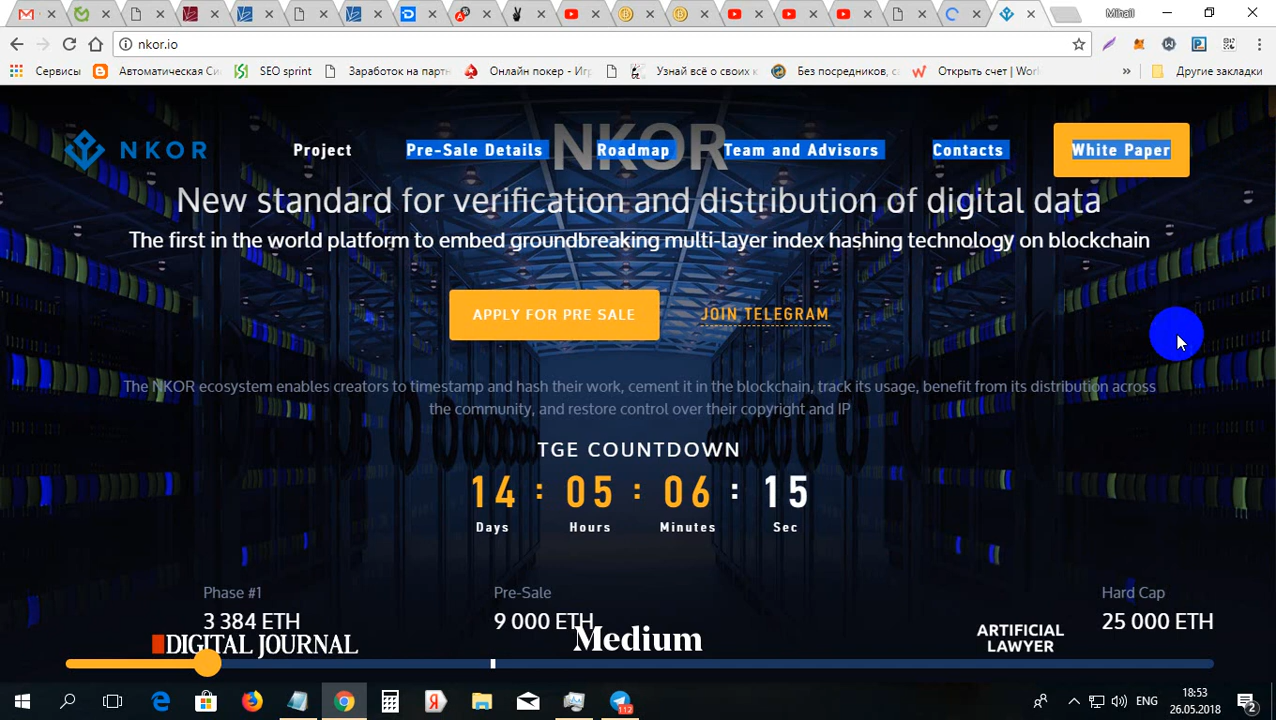 Mihail
nkor.io
Сервисы
Автоматическая Си
SEO sprint
Заработок на партн
Онлайн покер - Игр
Узнай всё о своих к
Без посредников, са
Открыть счет | Worl
»
Другие закладки
NKOR
Project
Pre-Sale Details
Roadmap
Team and Advisors
Contacts
White Paper
NKOR
New standard for verification and distribution of digital data
The first in the world platform to embed groundbreaking multi-layer index hashing technology on blockchain
APPLY FOR PRE SALE
JOIN TELEGRAM
The NKOR ecosystem enables creators to timestamp and hash their work, cement it in the blockchain, track its usage, benefit from its distribution across
the community, and restore control over their copyright and IP
TGE COUNTDOWN
14 : 05 : 06 : 15
Days Hours Minutes Sec
Phase #1
3 384 ETH
Pre-Sale
9 000 ETH
Hard Cap
25 000 ETH
DIGITAL JOURNAL
Medium
ARTIFICIAL
LAWYER
112
ENG
18:53
26.05.2018
2